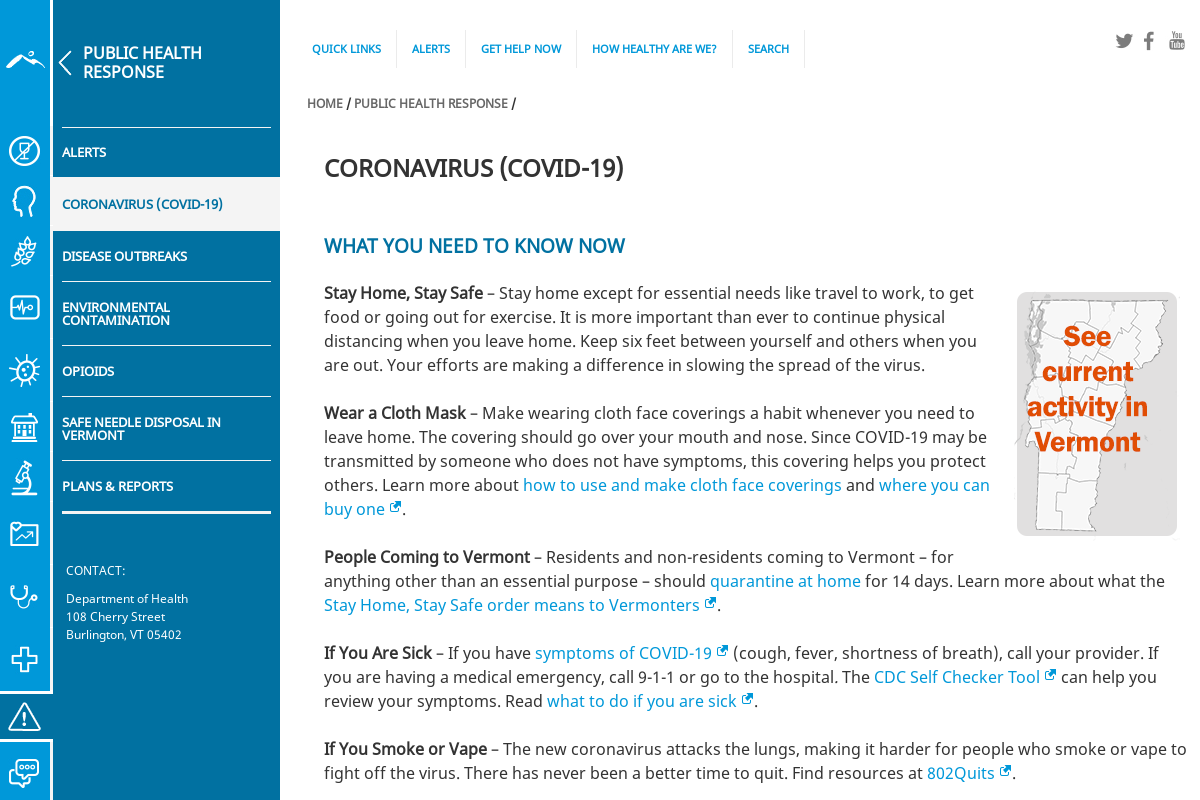 PUBLIC HEALTH
RESPONSE
ALERTS
CORONAVIRUS (COVID-19)
DISEASE OUTBREAKS
ENVIRONMENTAL
CONTAMINATION
OPIOIDS
SAFE NEEDLE DISPOSAL IN
VERMONT
PLANS & REPORTS
CONTACT:
Department of Health
108 Cherry Street
Burlington, VT 05402
QUICK LINKS
ALERTS
GET HELP NOW
HOW HEALTHY ARE WE?
SEARCH
You
Tube
HOME / PUBLIC HEALTH RESPONSE /
CORONAVIRUS (COVID-19)
WHAT YOU NEED TO KNOW NOW
Stay Home, Stay Safe – Stay home except for essential needs like travel to work, to get
food or going out for exercise. It is more important than ever to continue physical
distancing when you leave home. Keep six feet between yourself and others when you
are out. Your efforts are making a difference in slowing the spread of the virus.
See
current
activity in
Vermont
Wear a Cloth Mask – Make wearing cloth face coverings a habit whenever you need to
leave home. The covering should go over your mouth and nose. Since COVID-19 may be
transmitted by someone who does not have symptoms, this covering helps you protect
others. Learn more about how to use and make cloth face coverings and where you can
buy one.
People Coming to Vermont – Residents and non-residents coming to Vermont – for
anything other than an essential purpose – should quarantine at home for 14 days. Learn more about what the
Stay Home, Stay Safe order means to Vermonters.
If You Are Sick – If you have symptoms of COVID-19 (cough, fever, shortness of breath), call your provider. If
you are having a medical emergency, call 9-1-1 or go to the hospital. The CDC Self Checker Tool can help you
review your symptoms. Read what to do if you are sick.
If You Smoke or Vape – The new coronavirus attacks the lungs, making it harder for people who smoke or vape to
fight off the virus. There has never been a better time to quit. Find resources at 802Quits.